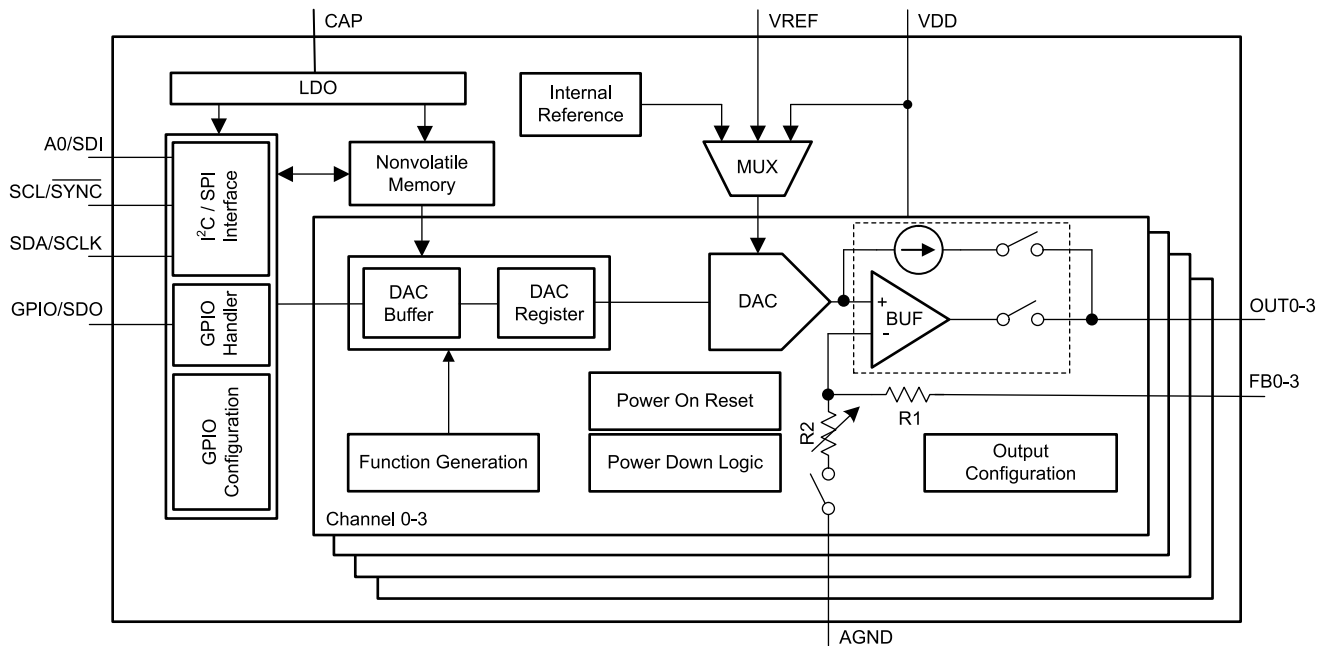 CAP
VREF
VDD
LDO
Internal
Reference
A0/SDI
SCL/SYNC
SDA/SCLK
GPIO/SDO
I²C / SPI
Interface
Nonvolatile
Memory
MUX
DAC
Buffer
DAC
Register
DAC
+
BUF
-
OUT0-3
FB0-3
GPIO
Handler
GPIO
Configuration
Power On Reset
R1
R2
Function Generation
Power Down Logic
Output
Configuration
Channel 0-3
AGND